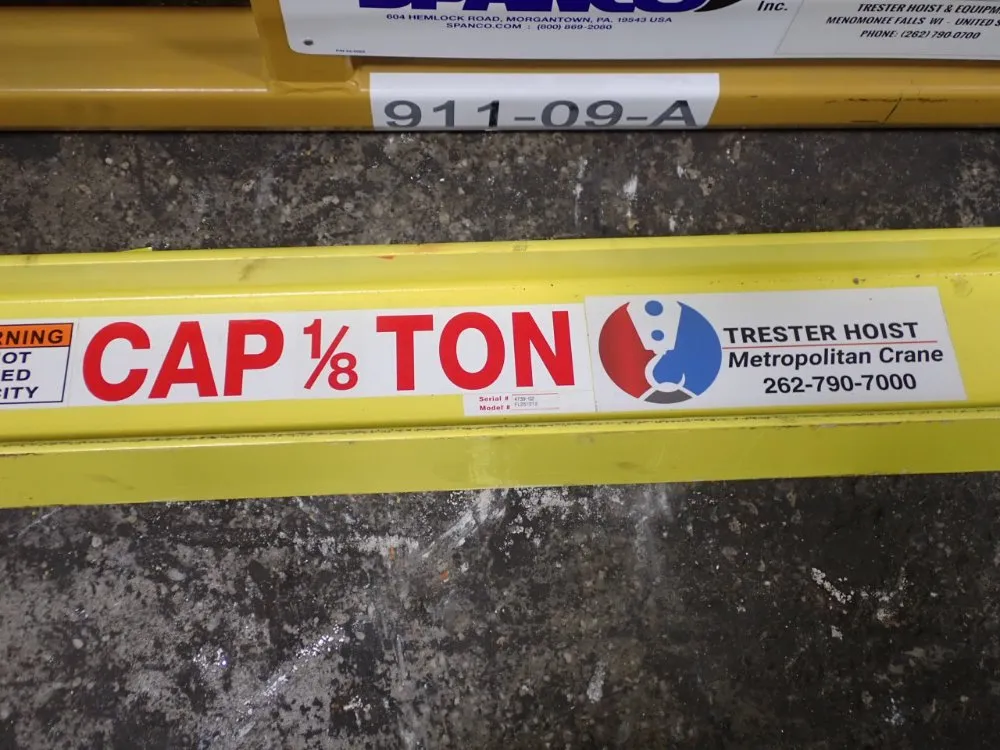 SPANCO
Inc.
604 HEMLOCK ROAD, MORGANTOWN, PA. 19543 USA
SPANCO.COM : (800) 869-2080
TRESTER HOIST & EQUIPM
MENOMONEE FALLS WI - UNITED S
PHONE: (262) 790-0700
911-09-A
RNING
OT
ED
CITY
CAP 1/8 TON
Serial #
Model #
TRESTER HOIST
Metropolitan Crane
262-790-7000